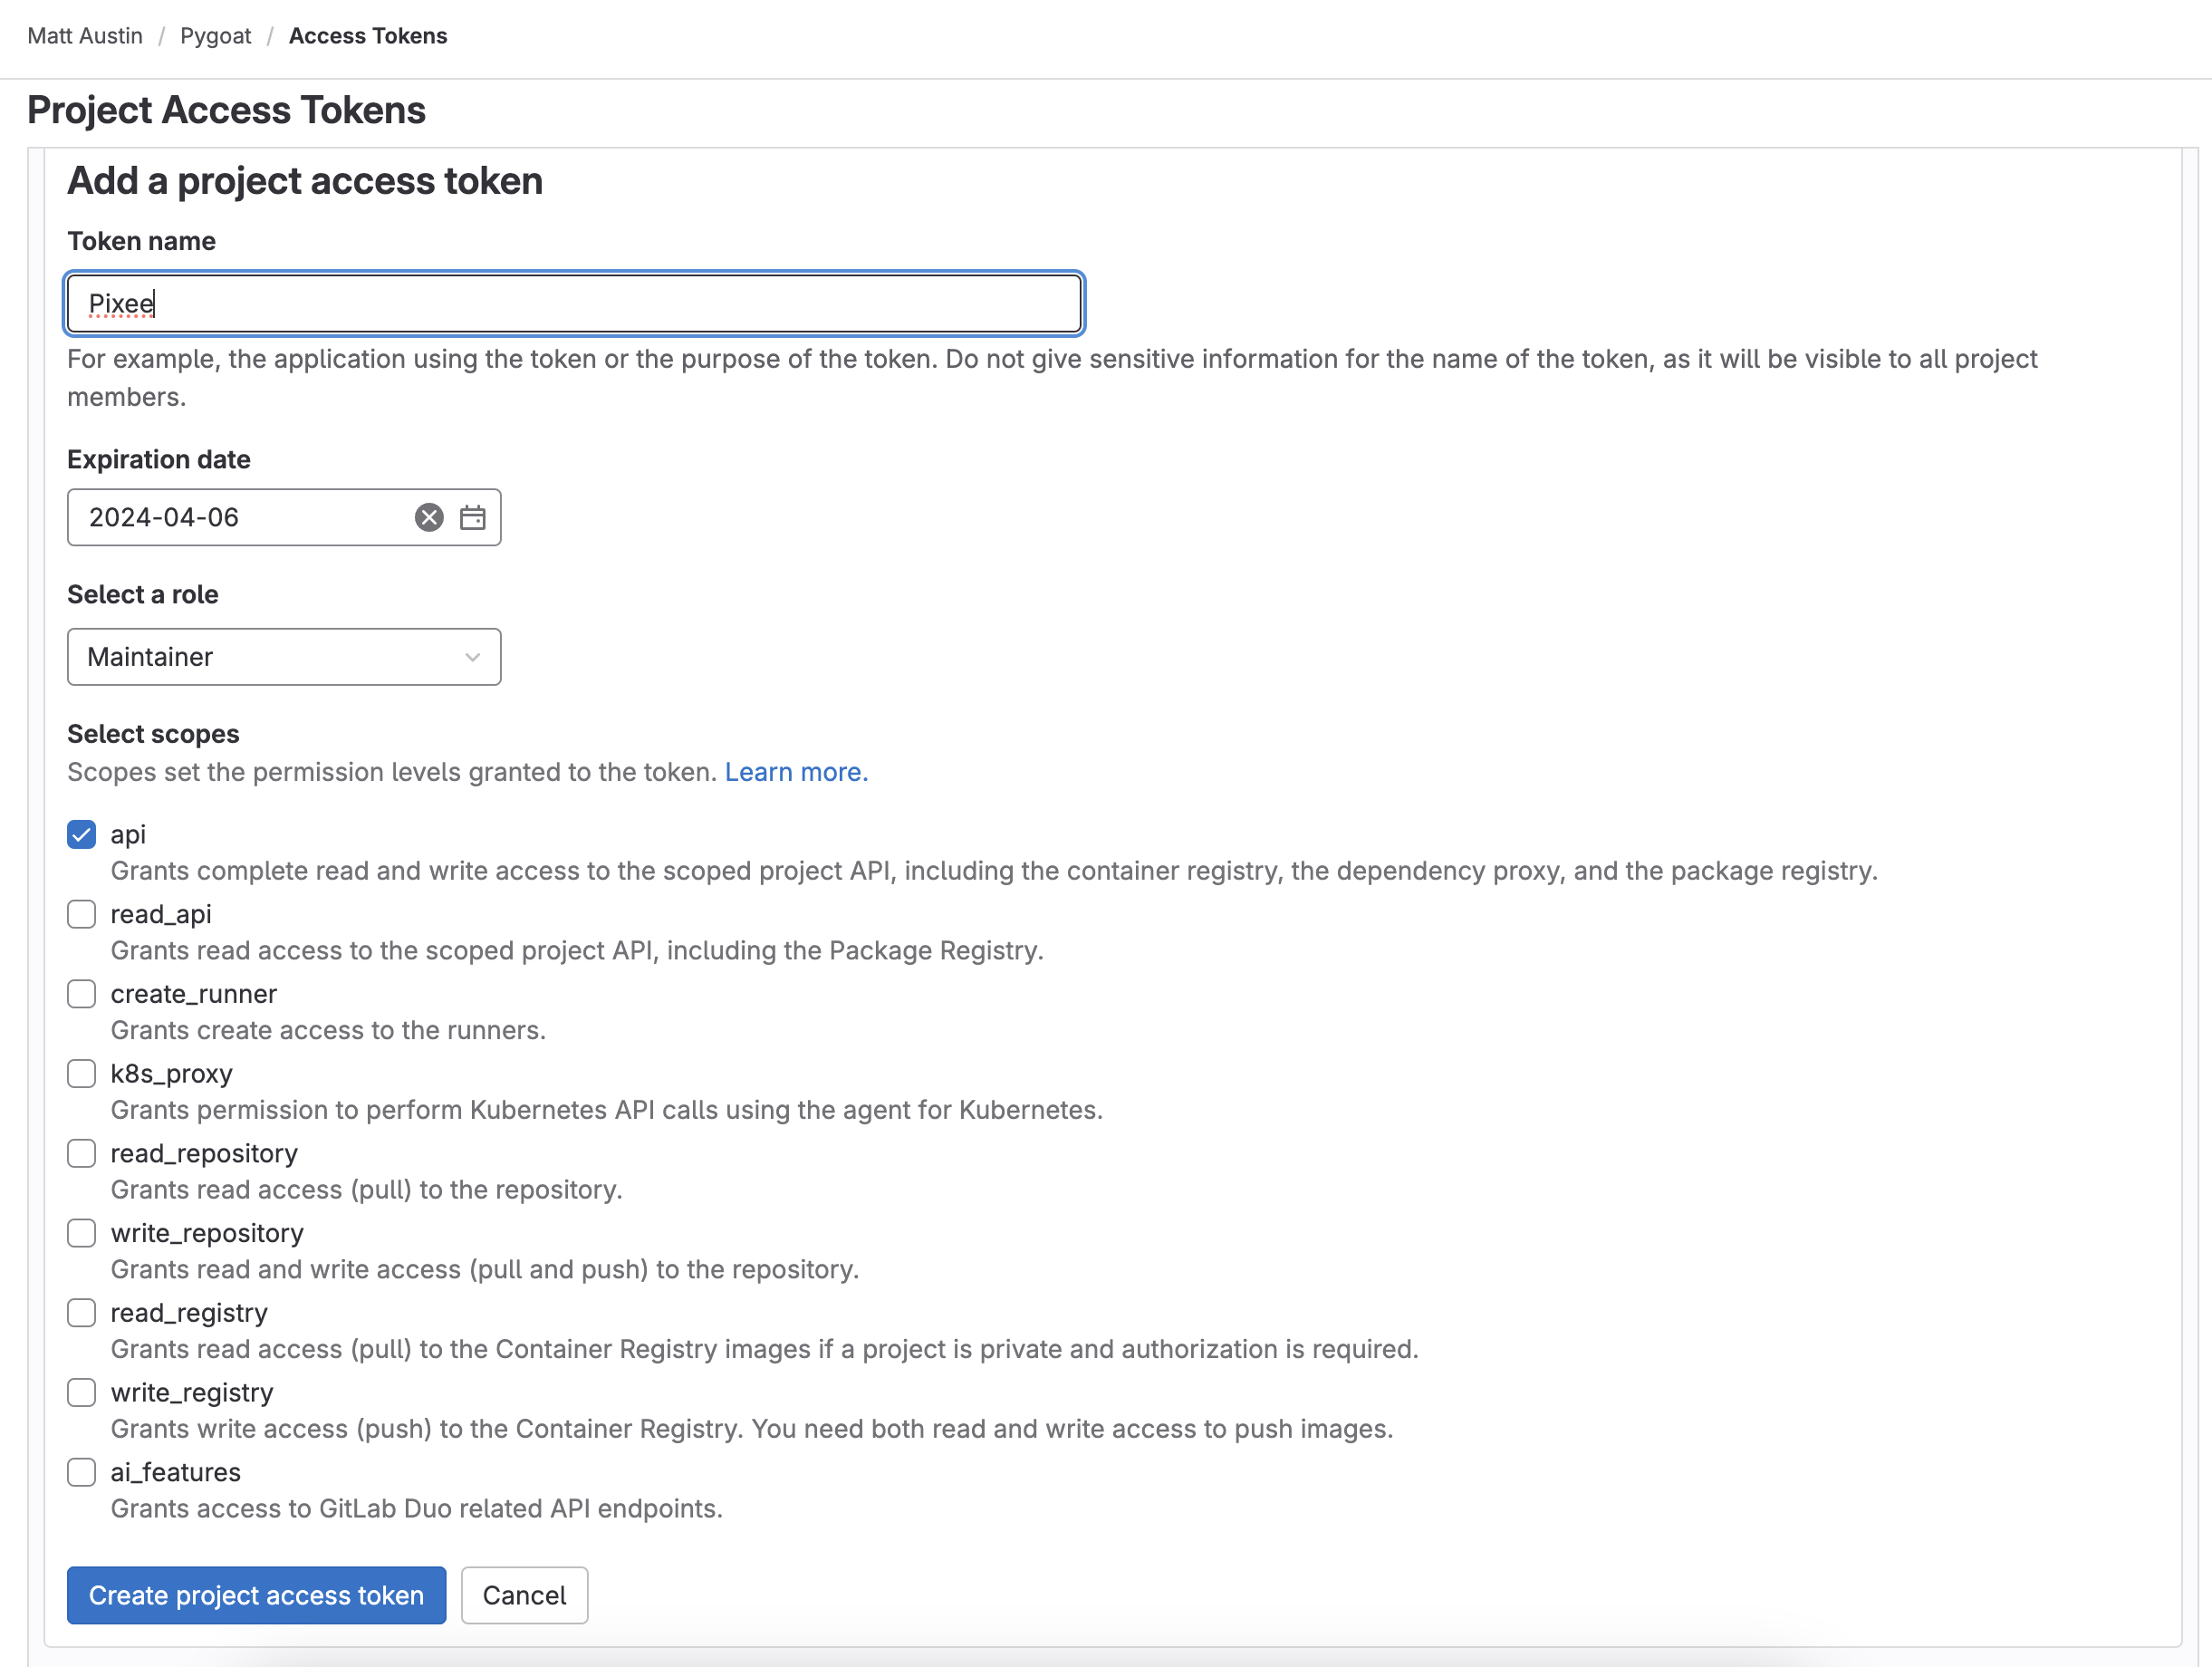 Matt Austin / Pygoat / Access Tokens
Project Access Tokens
Add a project access token
Token name
Pixee
For example, the application using the token or the purpose of the token. Do not give sensitive information for the name of the token, as it will be visible to all project
members.
Expiration date
2024-04-06
Select a role
Maintainer
Select scopes
Scopes set the permission levels granted to the token. Learn more.
api
Grants complete read and write access to the scoped project API, including the container registry, the dependency proxy, and the package registry.
read_api
Grants read access to the scoped project API, including the Package Registry.
create_runner
Grants create access to the runners.
k8s_proxy
Grants permission to perform Kubernetes API calls using the agent for Kubernetes.
read_repository
Grants read access (pull) to the repository.
write_repository
Grants read and write access (pull and push) to the repository.
read_registry
Grants read access (pull) to the Container Registry images if a project is private and authorization is required.
write_registry
Grants write access (push) to the Container Registry. You need both read and write access to push images.
ai_features
Grants access to GitLab Duo related API endpoints.
Create project access token Cancel